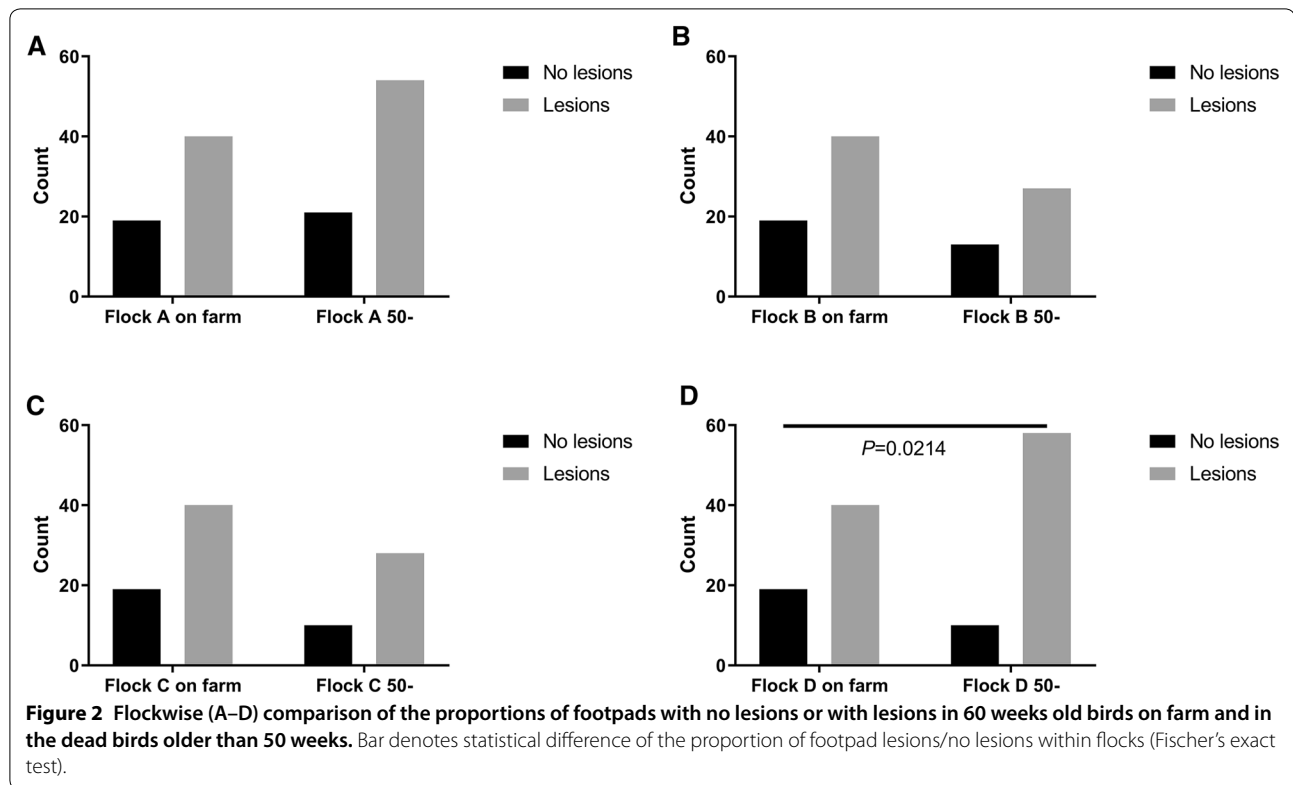 A
60
40
20
0
Count
No lesions
Lesions
Flock A on farm
Flock A 50-
B
60
40
20
0
Count
No lesions
Lesions
Flock B on farm
Flock B 50-
C
60
40
20
0
Count
No lesions
Lesions
Flock C on farm
Flock C 50-
D
60
40
20
0
Count
P=0.0214
No lesions
Lesions
Flock D on farm
Flock D 50-
Figure 2 Flockwise (A–D) comparison of the proportions of footpads with no lesions or with lesions in 60 weeks old birds on farm and in
the dead birds older than 50 weeks. Bar denotes statistical difference of the proportion of footpad lesions/no lesions within flocks (Fischer's exact
test).